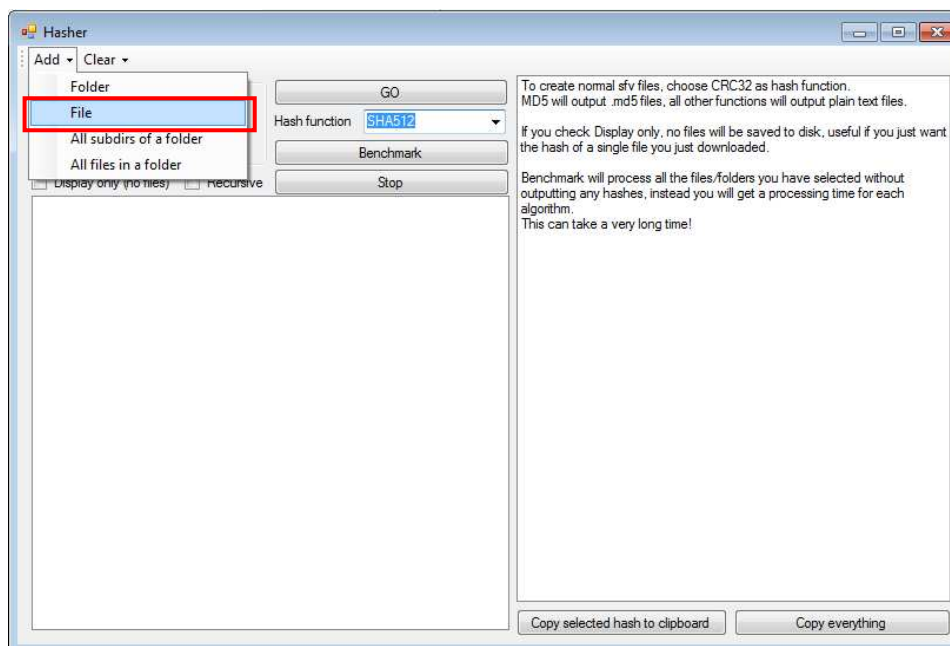 Hasher
Add Clear
Folder
File
All subdirs of a folder
All files in a folder
GO
Hash function SHA512
Benchmark
Display only (no files) Recursive
Stop
To create normal sfv files, choose CRC32 as hash function.
MD5 will output .md5 files, all other functions will output plain text files.
If you check Display only, no files will be saved to disk, useful if you just want
the hash of a single file you just downloaded.
Benchmark will process all the files/folders you have selected without
outputting any hashes, instead you will get a processing time for each
algorithm.
This can take a very long time!
Copy selected hash to clipboard
Copy everything